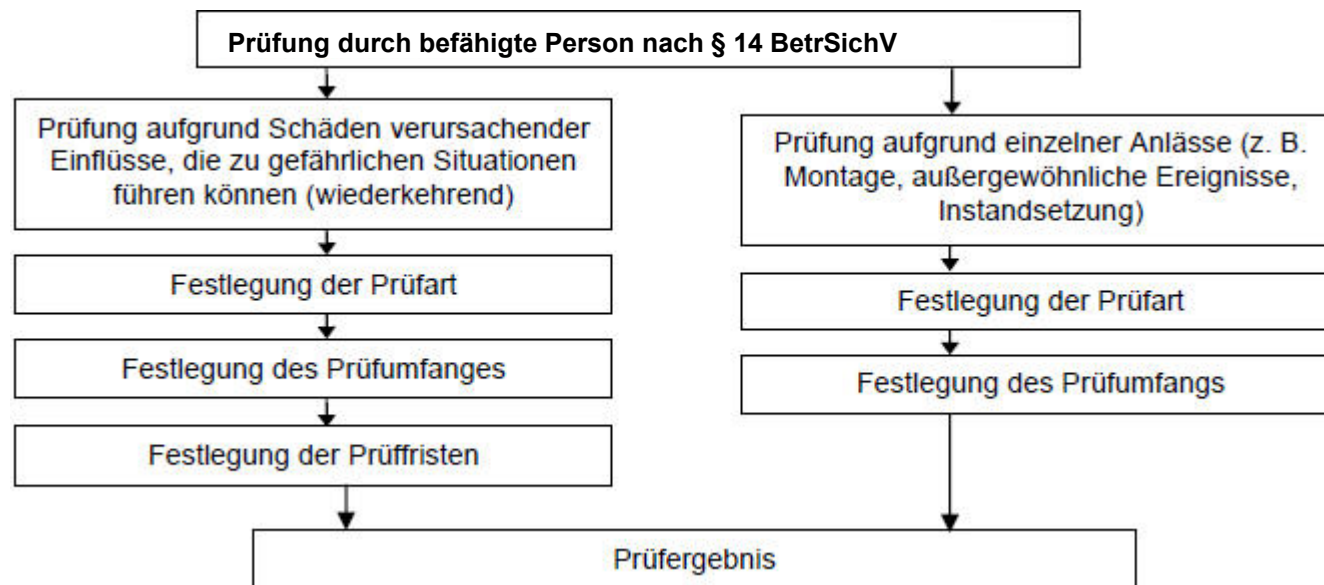 Prüfung durch befähigte Person nach § 14 BetrSichV
Prüfung aufgrund Schäden verursachender
Einflüsse, die zu gefährlichen Situationen
führen können (wiederkehrend)
Festlegung der Prüfart
Festlegung des Prüfumfanges
Festlegung der Prüffristen
Prüfung aufgrund einzelner Anlässe (z. B.
Montage, außergewöhnliche Ereignisse,
Instandsetzung)
Festlegung der Prüfart
Festlegung des Prüfumfangs
Prüfergebnis